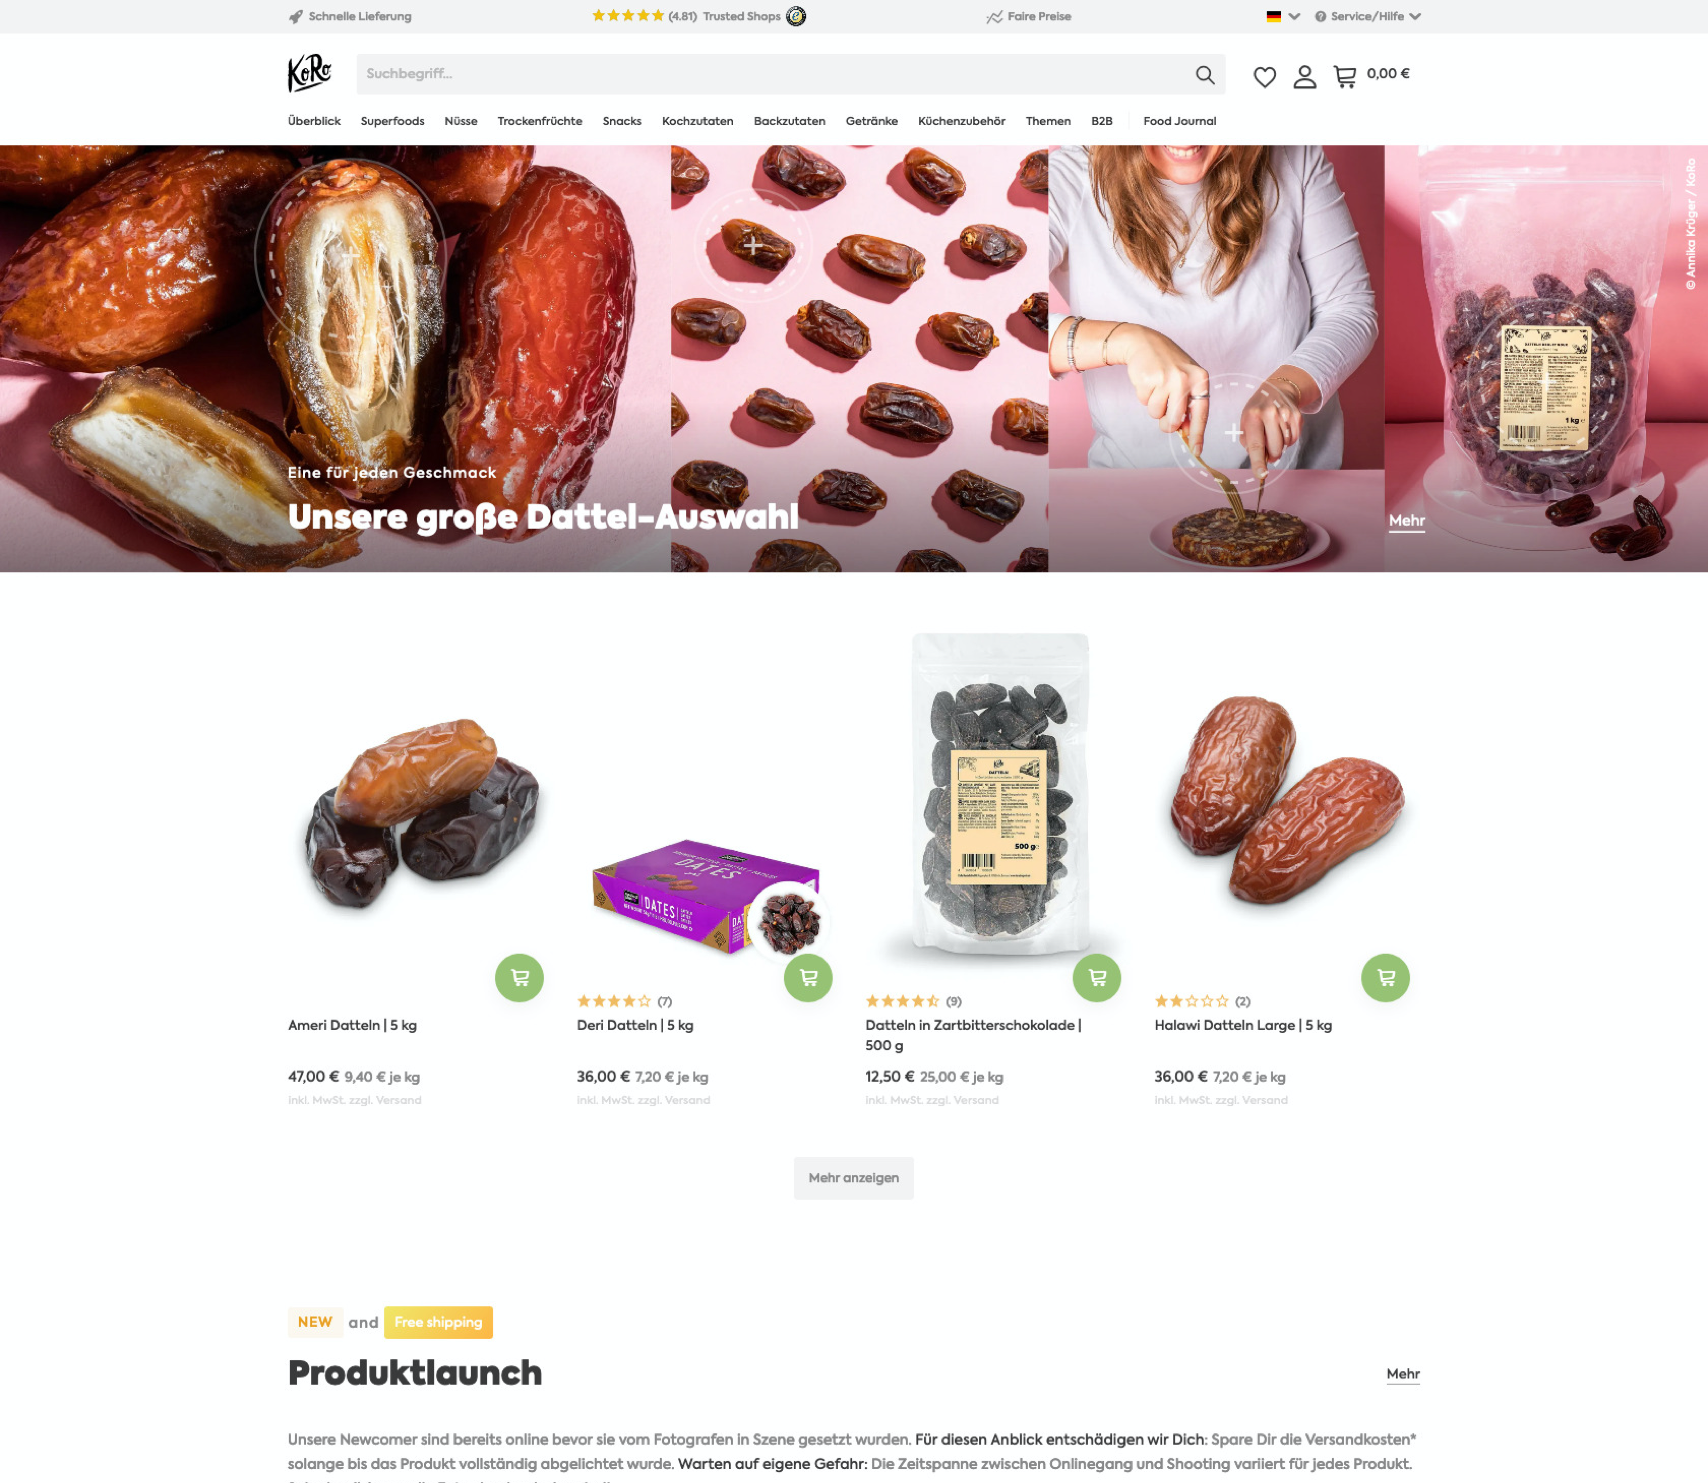 Schnelle Lieferung
(4.81) Trusted Shops
Faire Preise
Service/Hilfe
KoRo
Suchbegriff...
0,00 €
Überblick Superfoods Nüsse Trockenfrüchte Snacks Kochzutaten Backzutaten Getränke Küchenzubehör Themen B2B Food Journal
© Annika Krüger / KoRo
1 kg e
Eine für jeden Geschmack
Unsere große Dattel-Auswahl
Mehr
DATES
DATES
DATTELN
500 g e
(7)
(9)
(2)
Ameri Datteln | 5 kg
Deri Datteln | 5 kg
Datteln in Zartbitterschokolade |
500 g
Halawi Datteln Large | 5 kg
47,00 € 9,40 € je kg
inkl. MwSt. zzgl. Versand
36,00 € 7,20 € je kg
inkl. MwSt. zzgl. Versand
12,50 € 25,00 € je kg
inkl. MwSt. zzgl. Versand
36,00 € 7,20 € je kg
inkl. MwSt. zzgl. Versand
Mehr anzeigen
NEW and Free shipping
Produktlaunch
Mehr
Unsere Newcomer sind bereits online bevor sie vom Fotografen in Szene gesetzt wurden. Für diesen Anblick entschädigen wir Dich: Spare Dir die Versandkosten*
solange bis das Produkt vollständig abgelichtet wurde. Warten auf eigene Gefahr: Die Zeitspanne zwischen Onlinegang und Shooting variiert für jedes Produkt.